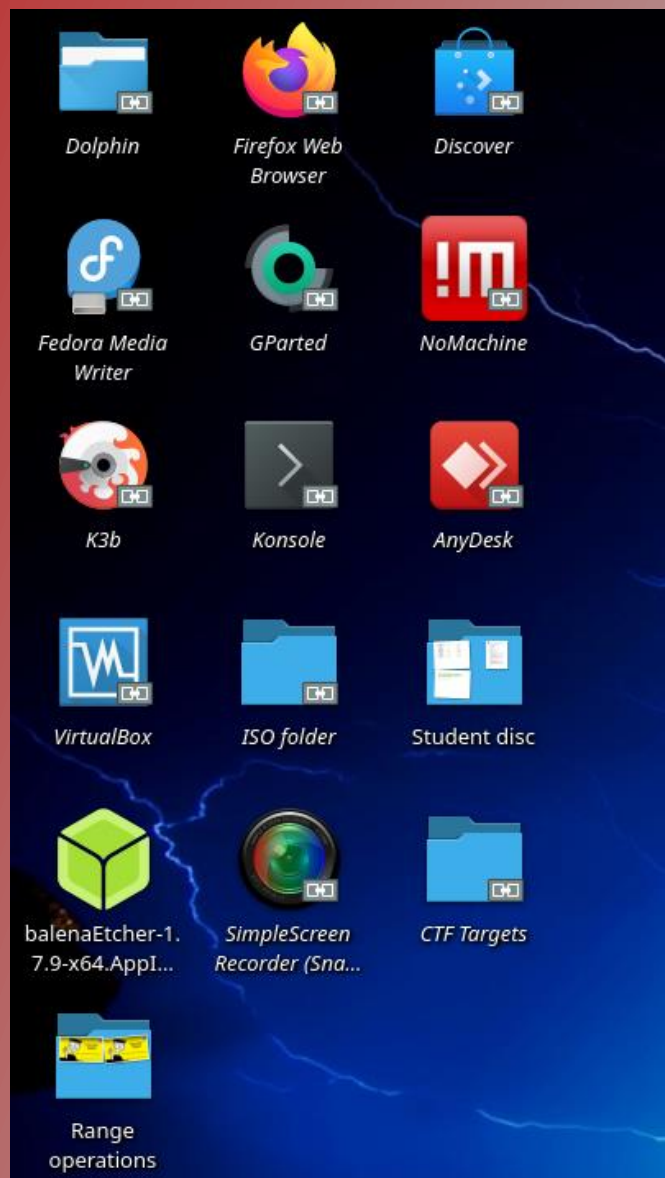 Dolphin
Firefox Web
Browser
Discover
Fedora Media
Writer
GParted
NoMachine
K3b
Konsole
AnyDesk
VirtualBox
ISO folder
Student disc
balenaEtcher-1.
7.9-x64.AppI...
SimpleScreen
Recorder (Sna...
CTF Targets
Range
operations